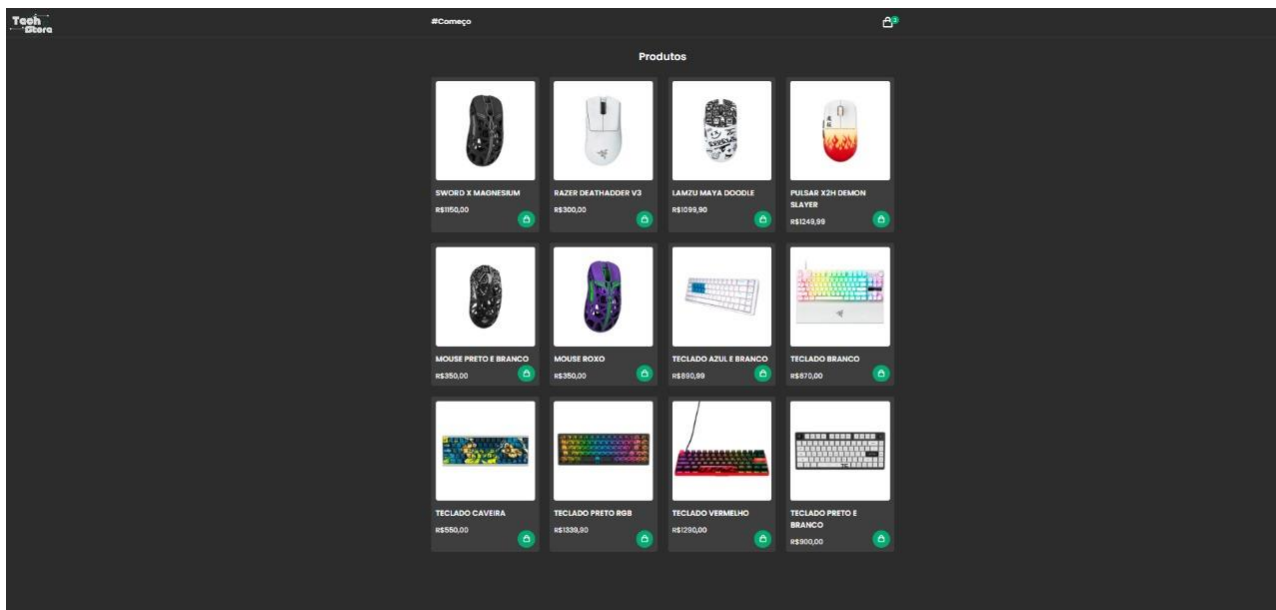 Tech
Store
#Começo
3
Produtos
SWORD X MAGNESIUM
R$1150,00
RAZER DEATHADDER V3
R$300,00
LAMZU MAYA DOODLE
R$1099,90
PULSAR X2H DEMON
SLAYER
R$1249,99
MOUSE PRETO E BRANCO
R$350,00
MOUSE ROXO
R$350,00
TECLADO AZUL E BRANCO
R$890,99
TECLADO BRANCO
R$870,00
TECLADO CAVEIRA
R$550,00
TECLADO PRETO RGB
R$1339,90
TECLADO VERMELHO
R$1290,00
TECLADO PRETO E
BRANCO
R$900,00